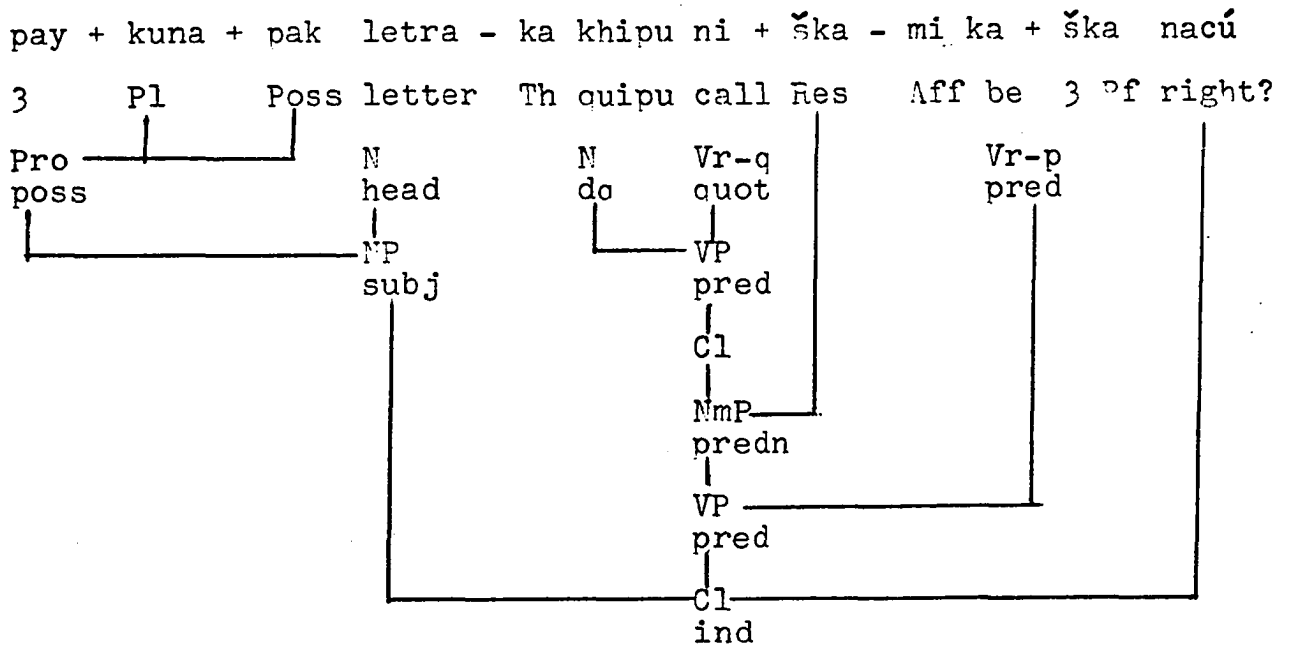 pay + kuna + pak letra - ka khipu ni + ška - mi ka + ška nacú
3 Pl Poss letter Th quipu call Res Aff be 3 Pf right?
Pro N N Vr-q Vr-p
poss head do quot pred
NP VP
subj pred
Cl
NmP
predn
VP
pred
Cl
ind